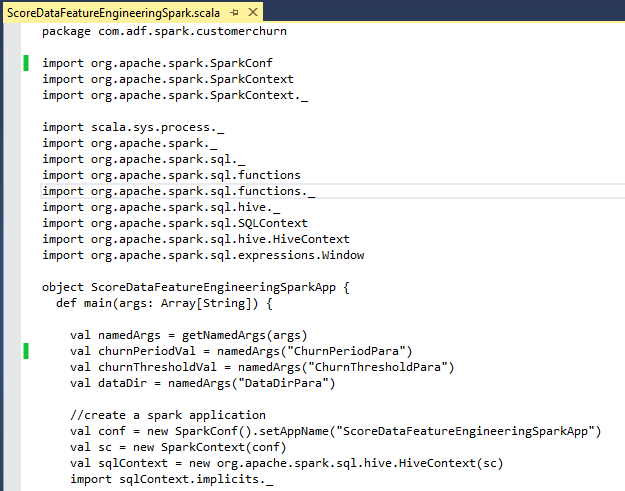 ScoreDataFeatureEngineeringSpark.scala
package com.adf.spark.customerchurn
import org.apache.spark.SparkConf
import org.apache.spark.SparkContext
import org.apache.spark.SparkContext._
import scala.sys.process._
import org.apache.spark._
import org.apache.spark.sql._
import org.apache.spark.sql.functions
import org.apache.spark.sql.functions._
import org.apache.spark.sql.hive._
import org.apache.spark.sql.SQLContext
import org.apache.spark.sql.hive.HiveContext
import org.apache.spark.sql.expressions.Window
object ScoreDataFeatureEngineeringSparkApp {
def main(args: Array[String]) {
val namedArgs = getNamedArgs(args)
val churnPeriodVal = namedArgs("ChurnPeriodPara")
val churnThresholdVal = namedArgs("ChurnThresholdPara")
val dataDir = namedArgs("DataDirPara")
//create a spark application
val conf = new SparkConf().setAppName("ScoreDataFeatureEngineeringSparkApp")
val sc = new SparkContext(conf)
val sqlContext = new org.apache.spark.sql.hive.HiveContext(sc)
import sqlContext.implicits._